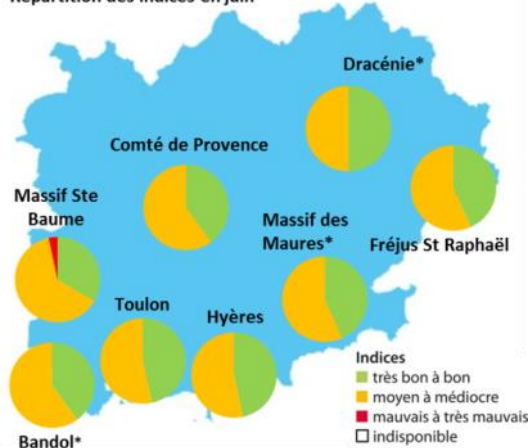 Répartition des indices en juin
Dracénie*
Comté de Provence
Massif Ste
Baume
Massif des
Maures*
Fréjus St Raphaël
Toulon
Hyères
Bandol*
Indices
très bon à bon
moyen à médiocre
mauvais à très mauvais
indisponible